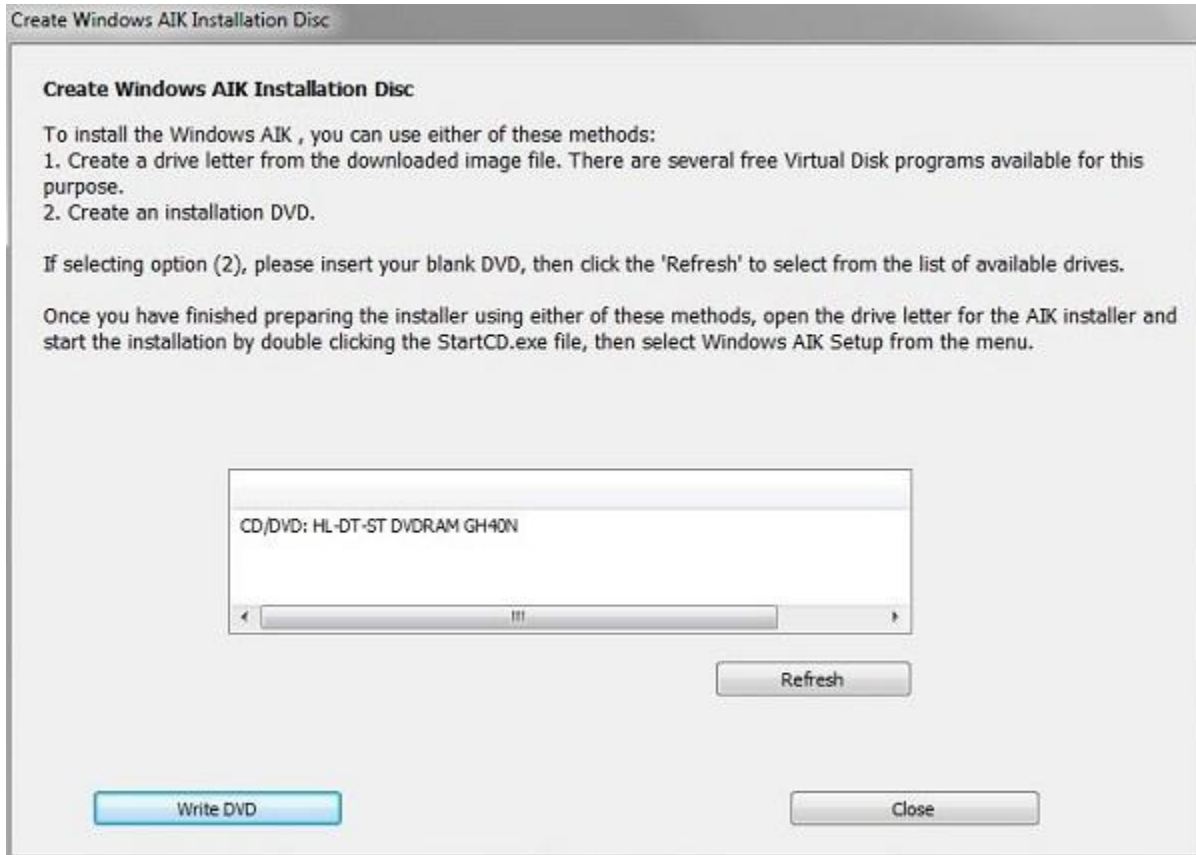 Create Windows AIK Installation Disc
Create Windows AIK Installation Disc
To install the Windows AIK , you can use either of these methods:
1. Create a drive letter from the downloaded image file. There are several free Virtual Disk programs available for this
purpose.
2. Create an installation DVD.
If selecting option (2), please insert your blank DVD, then click the 'Refresh' to select from the list of available drives.
Once you have finished preparing the installer using either of these methods, open the drive letter for the AIK installer and
start the installation by double clicking the StartCD.exe file, then select Windows AIK Setup from the menu.
CD/DVD: HL-DT-ST DVDRAM GH40N
Refresh
Write DVD
Close